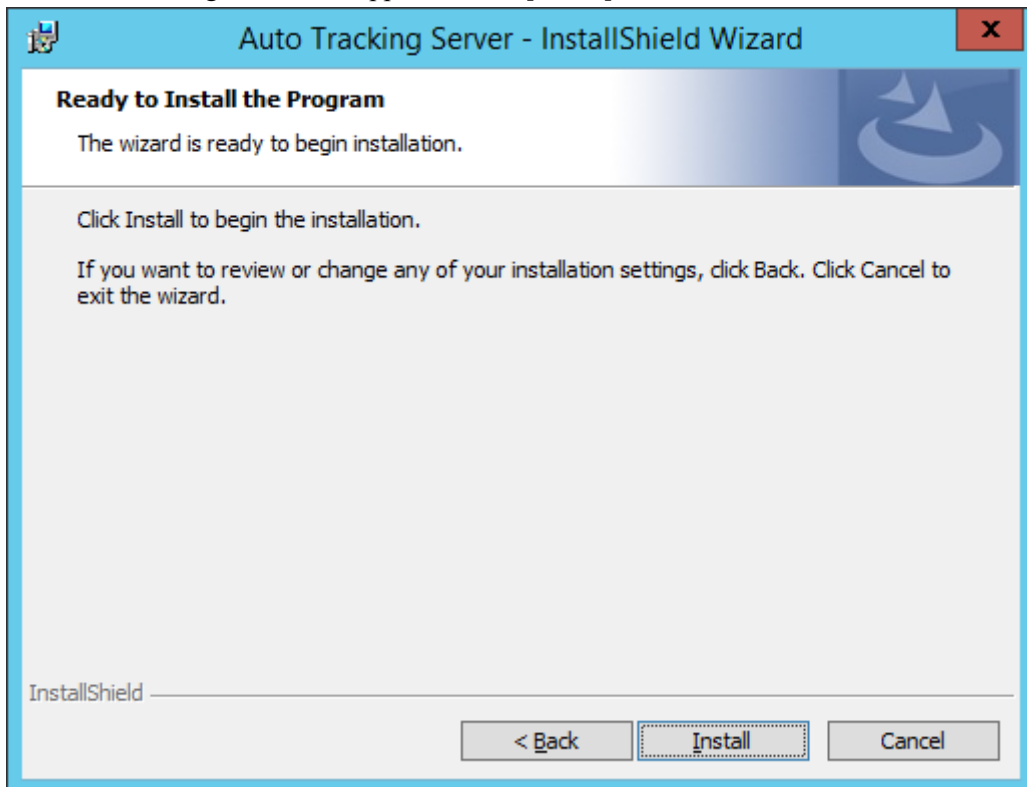 Auto Tracking Server - InstallShield Wizard
x
Ready to Install the Program
The wizard is ready to begin installation.
Click Install to begin the installation.
If you want to review or change any of your installation settings, click Back. Click Cancel to
exit the wizard.
InstallShield
< Back Install Cancel